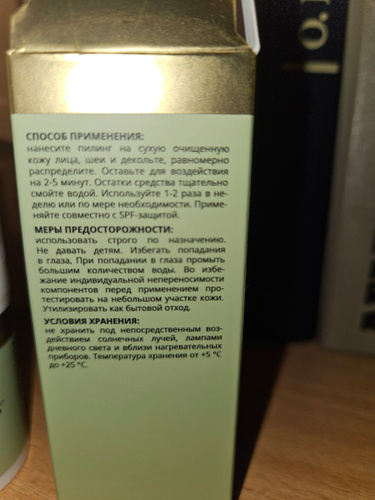 СПОСОБ ПРИМЕНЕНИЯ:
нанесите пилинг на сухую очищенную
кожу лица, шеи и декольте, равномерно
распределите. Оставьте для воздействия
на 2-5 минут. Остатки средства тщательно
смойте водой. Используйте 1-2 раза в не-
делю или по мере необходимости. Приме-
няйте совместно с SPF-защитой.
МЕРЫ ПРЕДОСТОРОЖНОСТИ:
использовать строго по назначению.
Не давать детям. Избегать попадания
в глаза, При попадании в глаза промыть
большим количеством воды. Во избе-
жание индивидуальной непереносимости
компонентов перед применением про-
тестировать на небольшом участке кожи.
Утилизировать как бытовой отход.
УСЛОВИЯ ХРАНЕНИЯ:
не хранить под непосредственным воз-
действием солнечных лучей, лампами
дневного света и вблизи нагревательных
приборов. Температура хранения от +5 °C
до +25 °C.